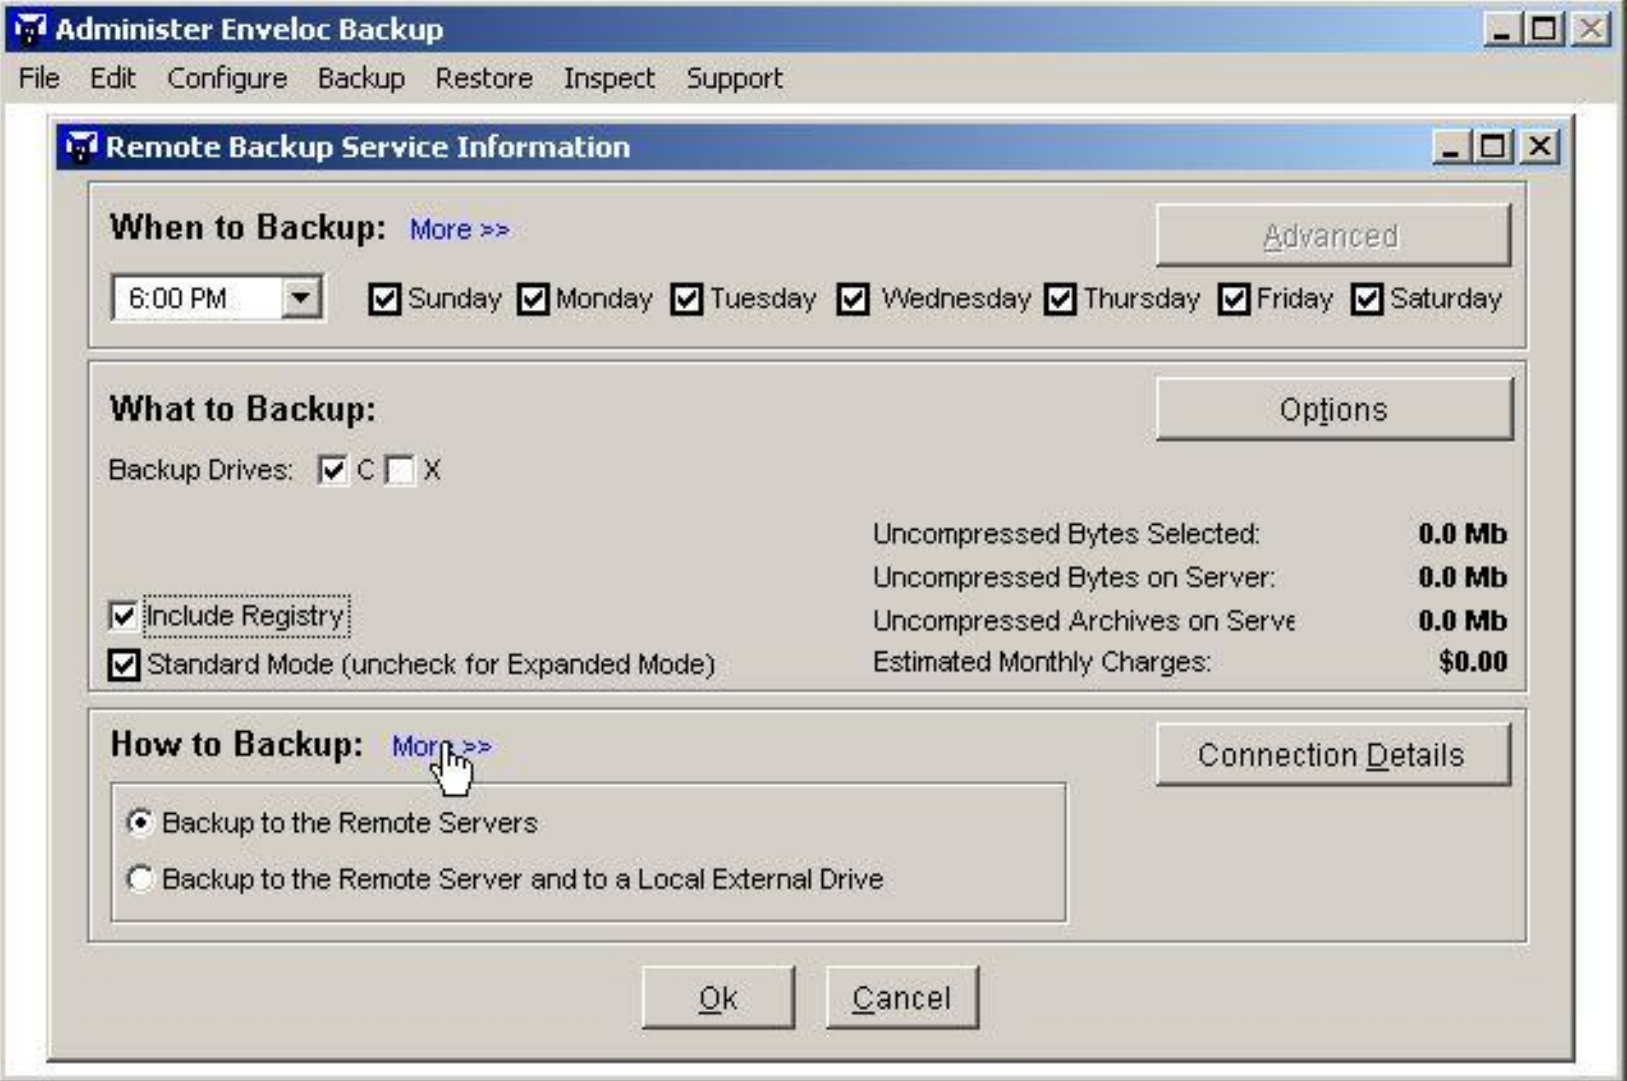 Administer Enveloc Backup
File Edit Configure Backup Restore Inspect Support
Remote Backup Service Information
When to Backup: More >>
Advanced
6:00 PM Sunday Monday Tuesday Wednesday Thursday Friday Saturday
What to Backup:
Options
Backup Drives: C X
Uncompressed Bytes Selected: 0.0 Mb
Uncompressed Bytes on Server: 0.0 Mb
Include Registry
Uncompressed Archives on Serve 0.0 Mb
Standard Mode (uncheck for Expanded Mode)
Estimated Monthly Charges: $0.00
How to Backup: More >>
Connection Details
Backup to the Remote Servers
Backup to the Remote Server and to a Local External Drive
Ok Cancel